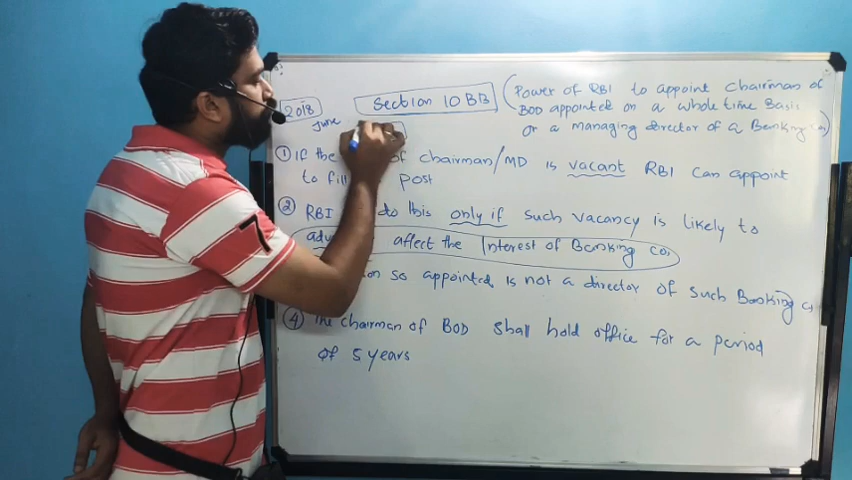 2018 Section 10 BB (Power of RBI to appoint Chairman of
June BOD appointed on a whole time Basis
or a managing director of a Banking co)
① If the of chairman/MD is vacant RBI can appoint
to fill post
② RBI do this only if such vacancy is likely to
adv affect the Interest of Banking co
on so appointed is not a director of such Banking co
④ The chairman of BOD shall hold office for a period
of 5 years
7